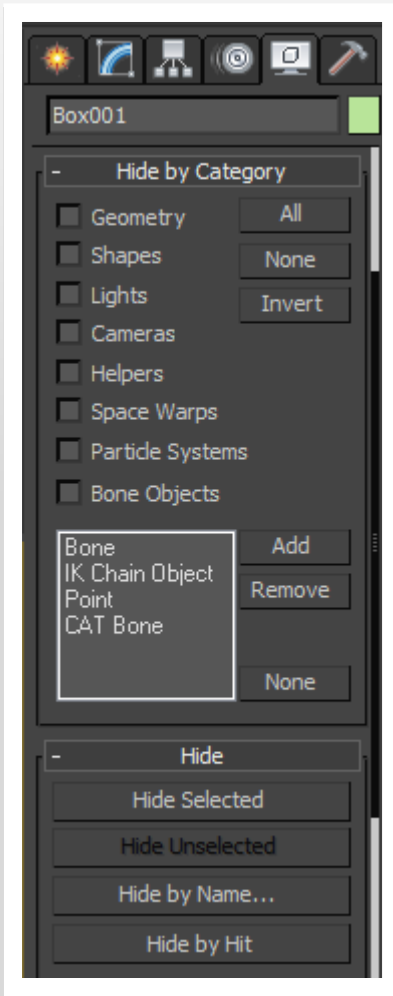 Box001
- Hide by Category
Geometry All
Shapes None
Lights Invert
Cameras
Helpers
Space Warps
Particle Systems
Bone Objects
Bone Add
IK Chain Object Remove
Point
CAT Bone
None
- Hide
Hide Selected
Hide Unselected
Hide by Name...
Hide by Hit